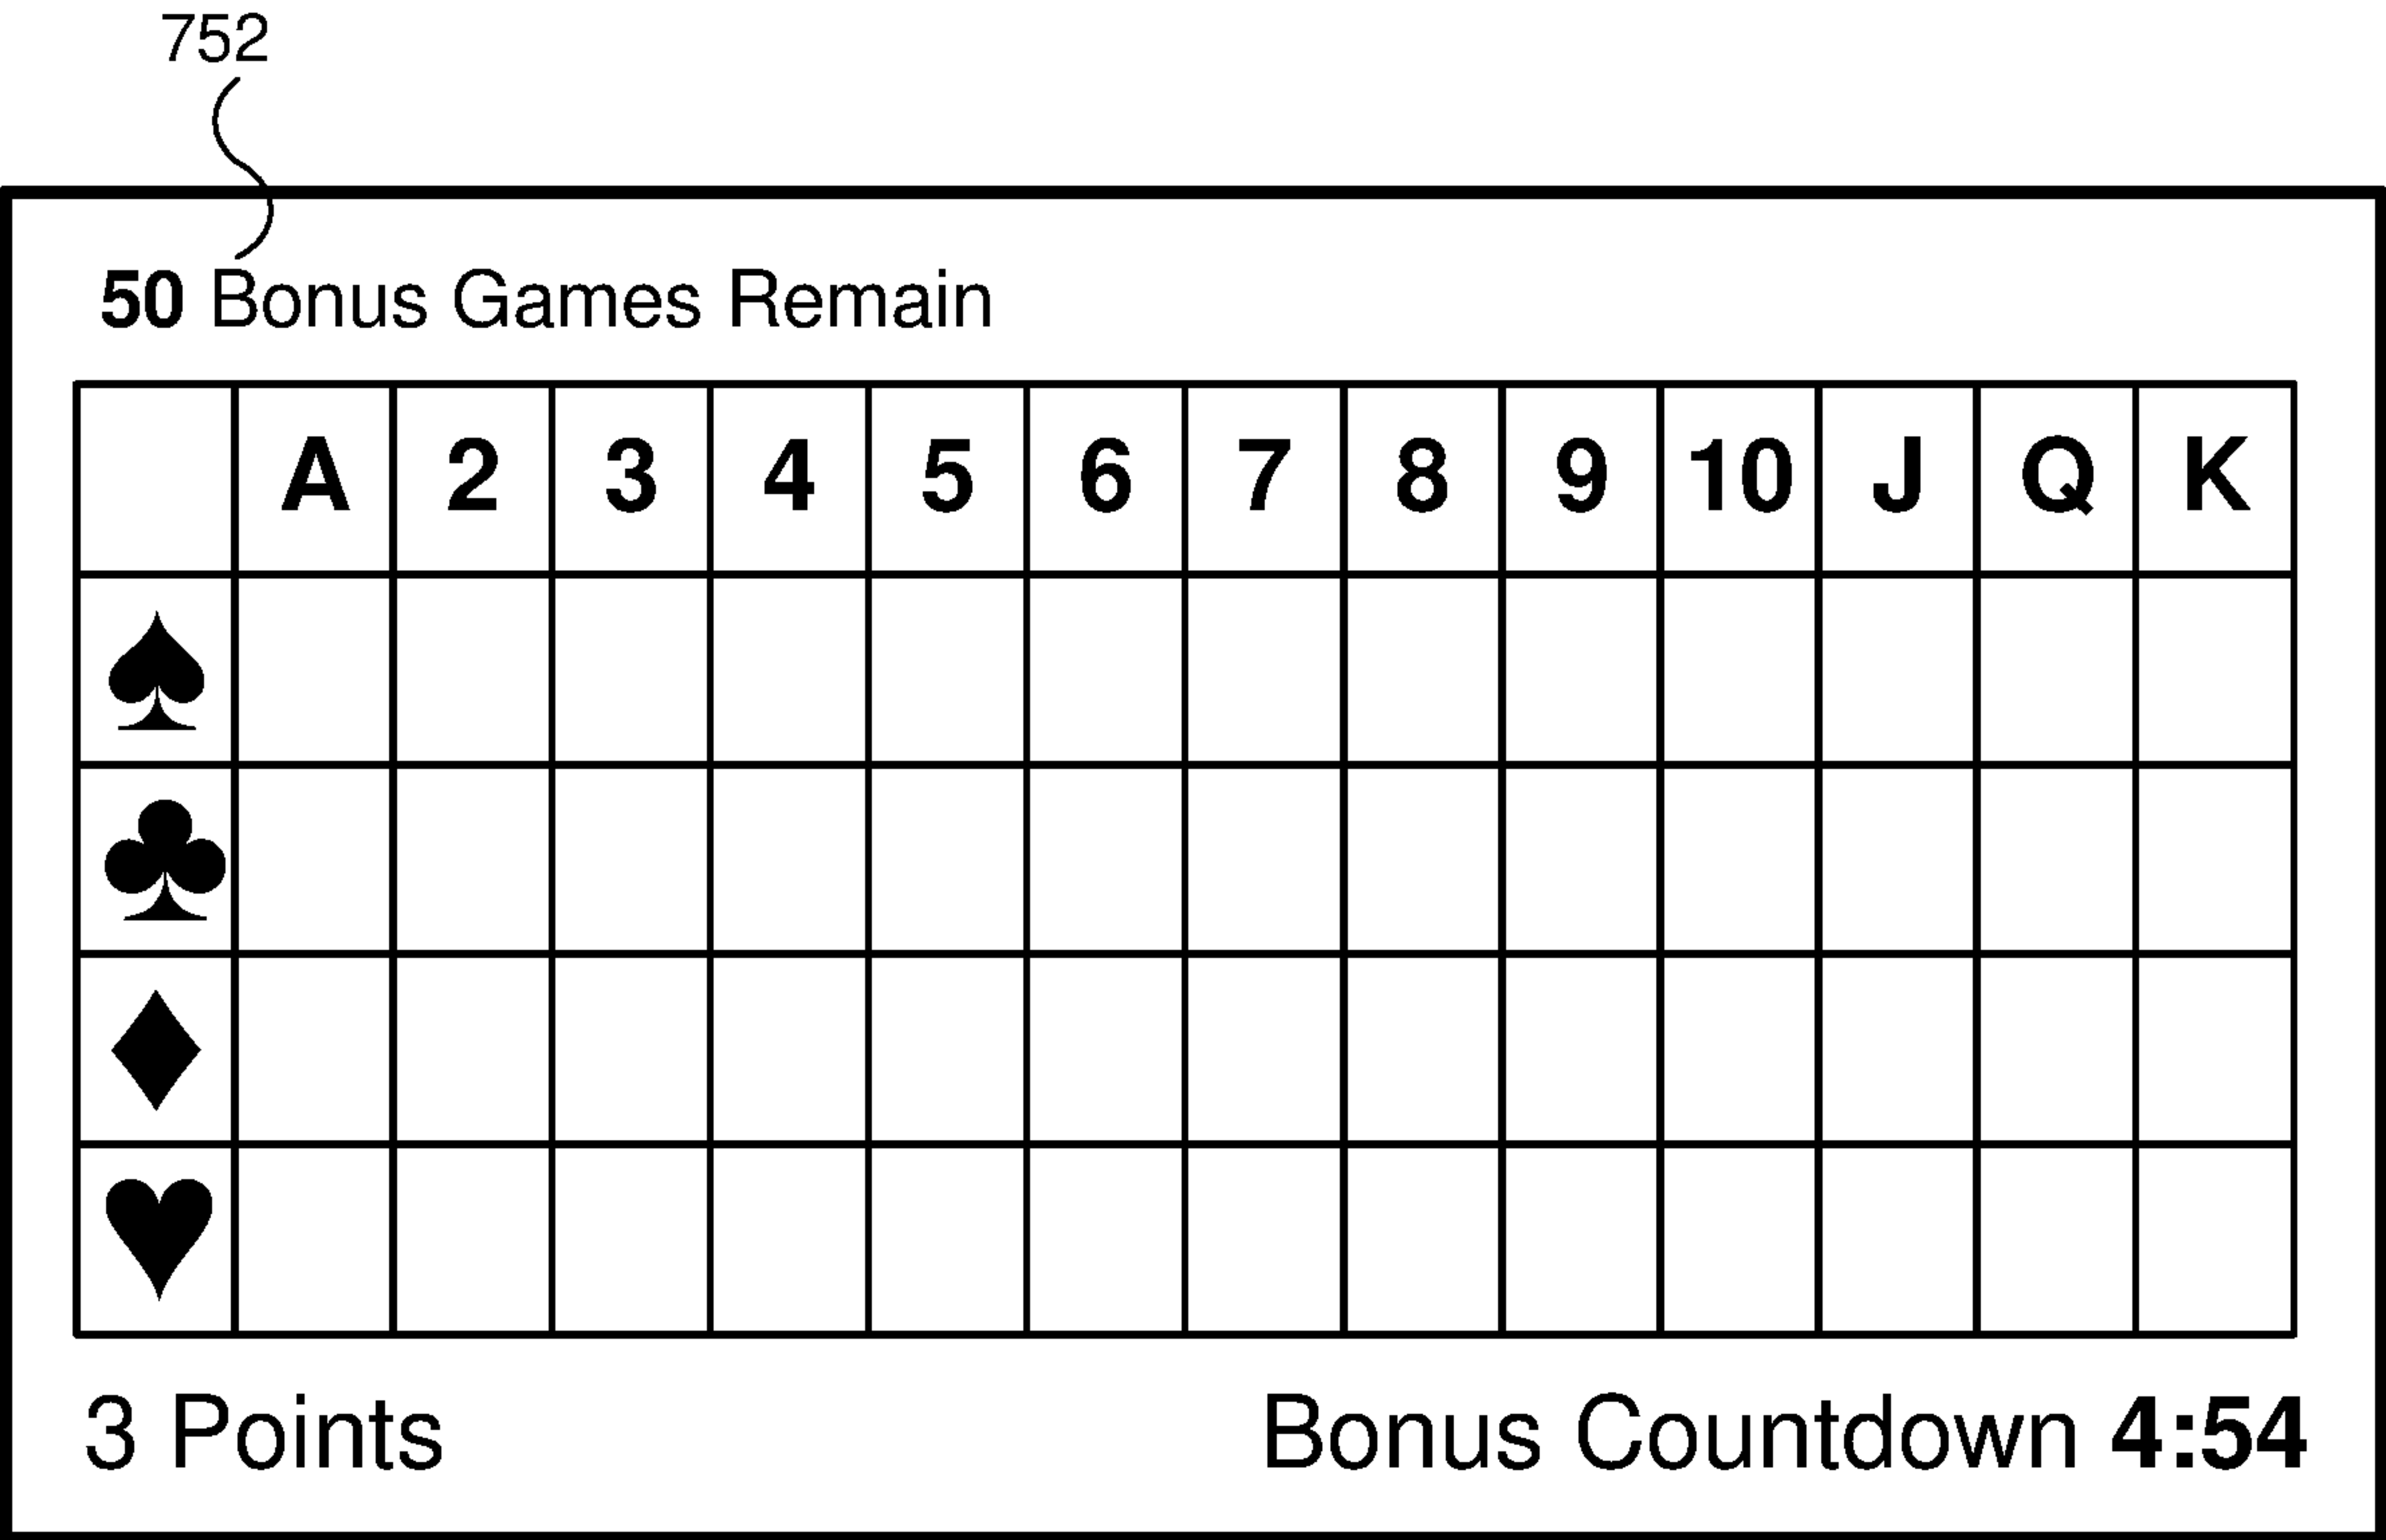 752
50 Bonus Games Remain
A 2 3 4 5 6 7 8 9 10 J Q K
♠
♣
♦
♥
3 Points Bonus Countdown 4:54